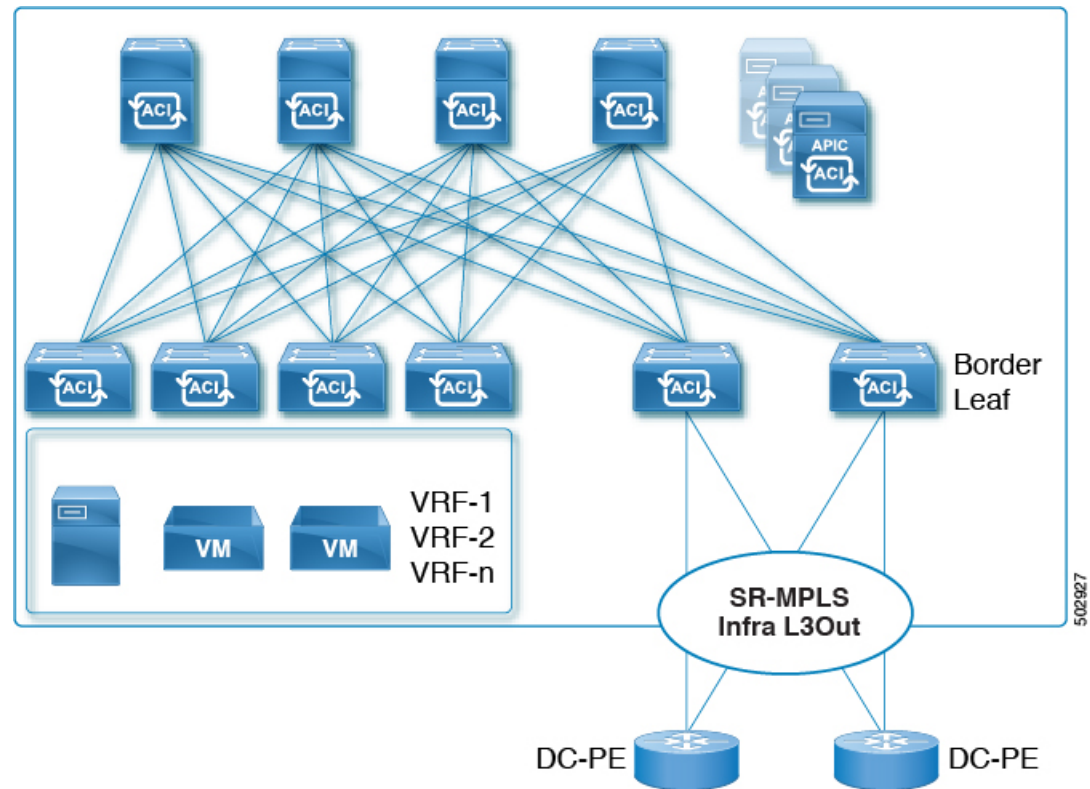 ACI
ACI
ACI
ACI
A
A
APIC
ACI
ACI
ACI
ACI
ACI
ACI
ACI
Border
Leaf
VM
VM
VRF-1
VRF-2
VRF-n
SR-MPLS
Infra L3Out
502927
DC-PE
DC-PE